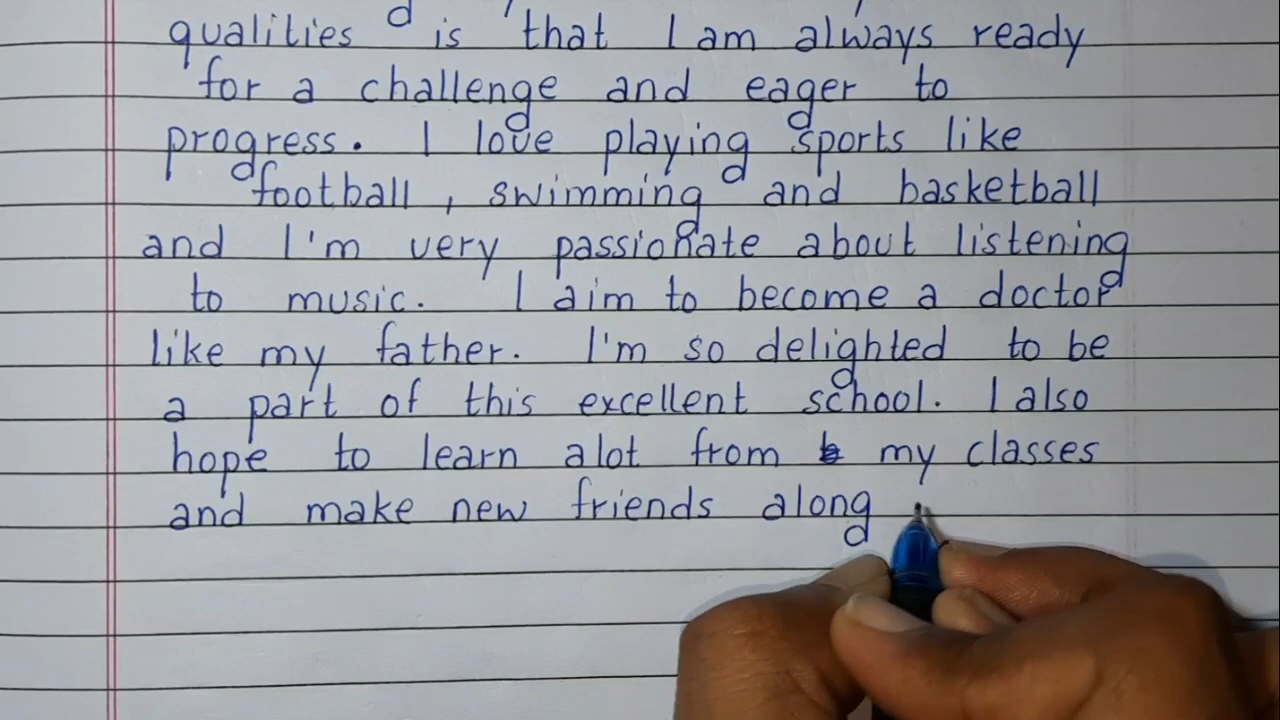 qualities is that I am always ready
for a challenge and eager to
progress. I love playing sports like
football, swimming and basketball
and I'm very passionate about listening
to music. I aim to become a doctor
like my father. I'm so delighted to be
a part of this excellent school. I also
hope to learn alot from my classes
and make new friends along